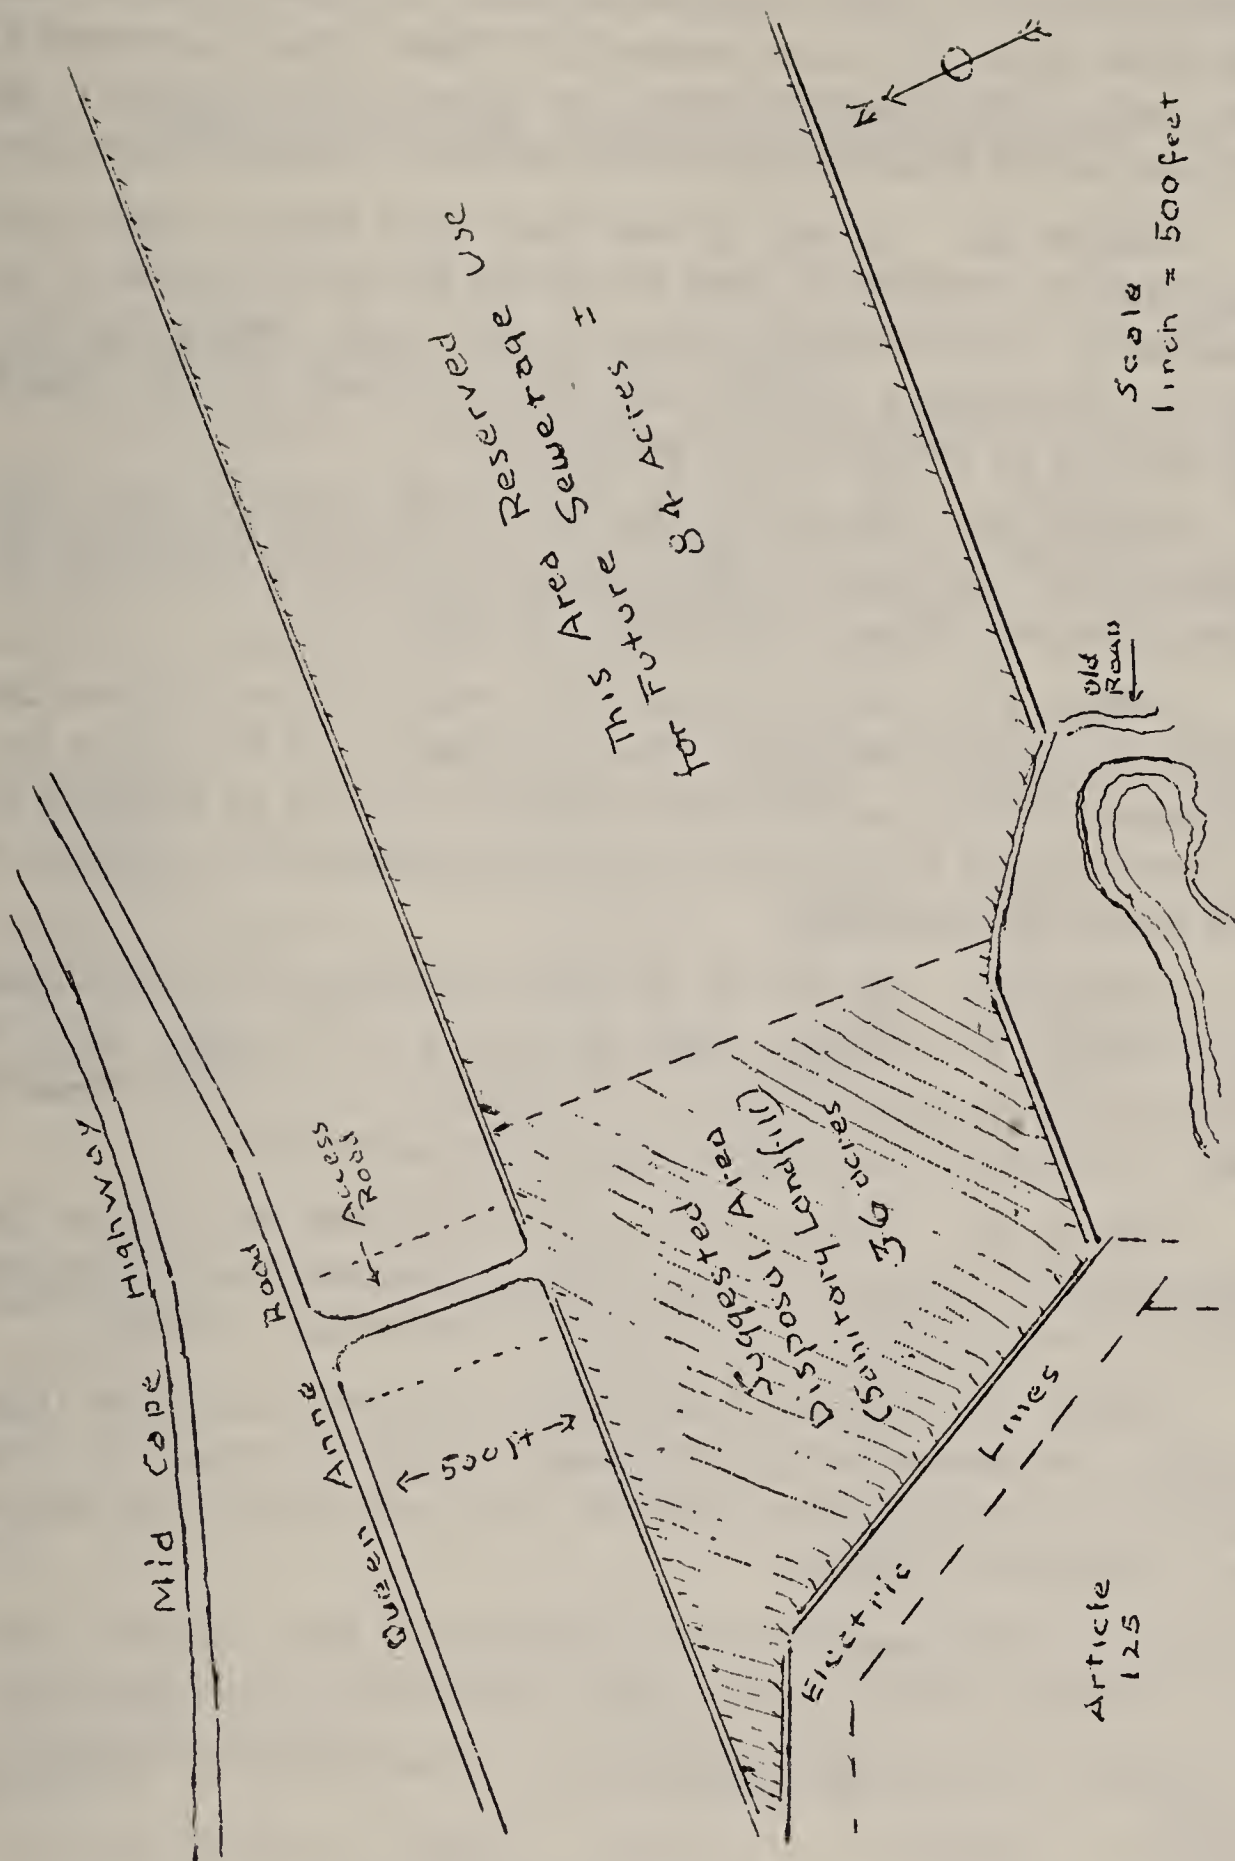 Mid Cape Highway
Queen Anne Road
Access
Road
500 ft
N
This Area Reserved
for Future Sewerage Use
84 Acres ±
Suggested
Disposal Area
(Sanitary Landfill)
36 acres
Electric Lines
Old
Road
Scale
1 inch = 500 feet
Article
125